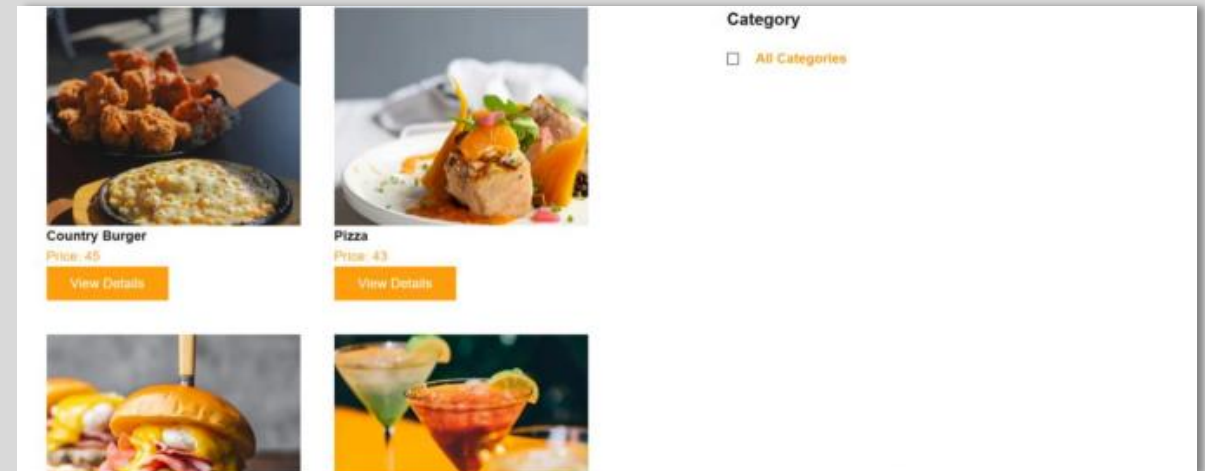 Category
All Categories
Country Burger
Price: 45
View Details
Pizza
Price: 43
View Details